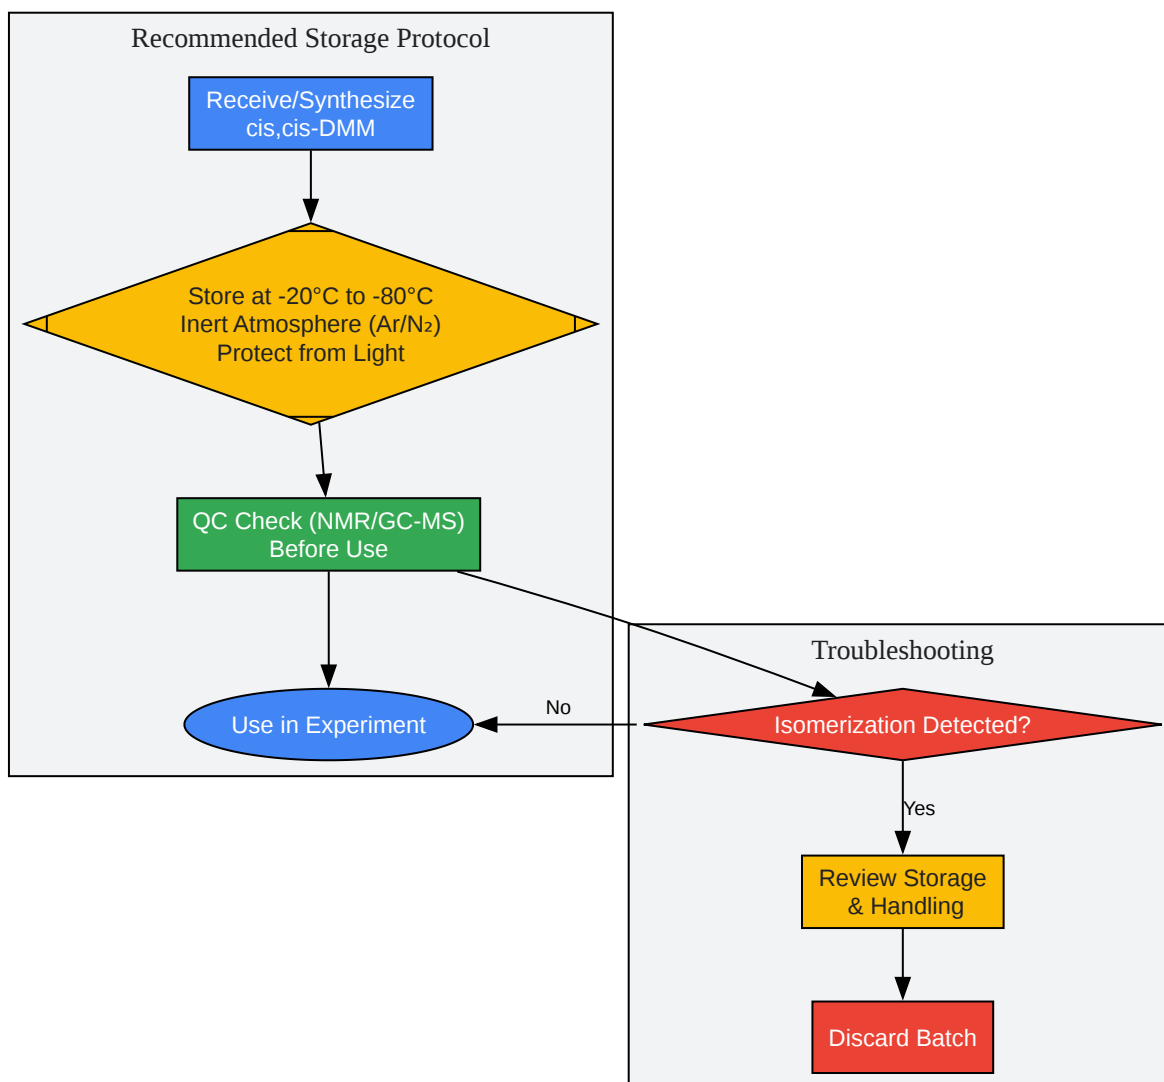 Recommended Storage Protocol
Receive/Synthesize
cis,cis-DMM
Store at -20°C to -80°C
Inert Atmosphere (Ar/N₂)
Protect from Light
QC Check (NMR/GC-MS)
Before Use
Use in Experiment
No
Troubleshooting
Isomerization Detected?
Yes
Review Storage
& Handling
Discard Batch